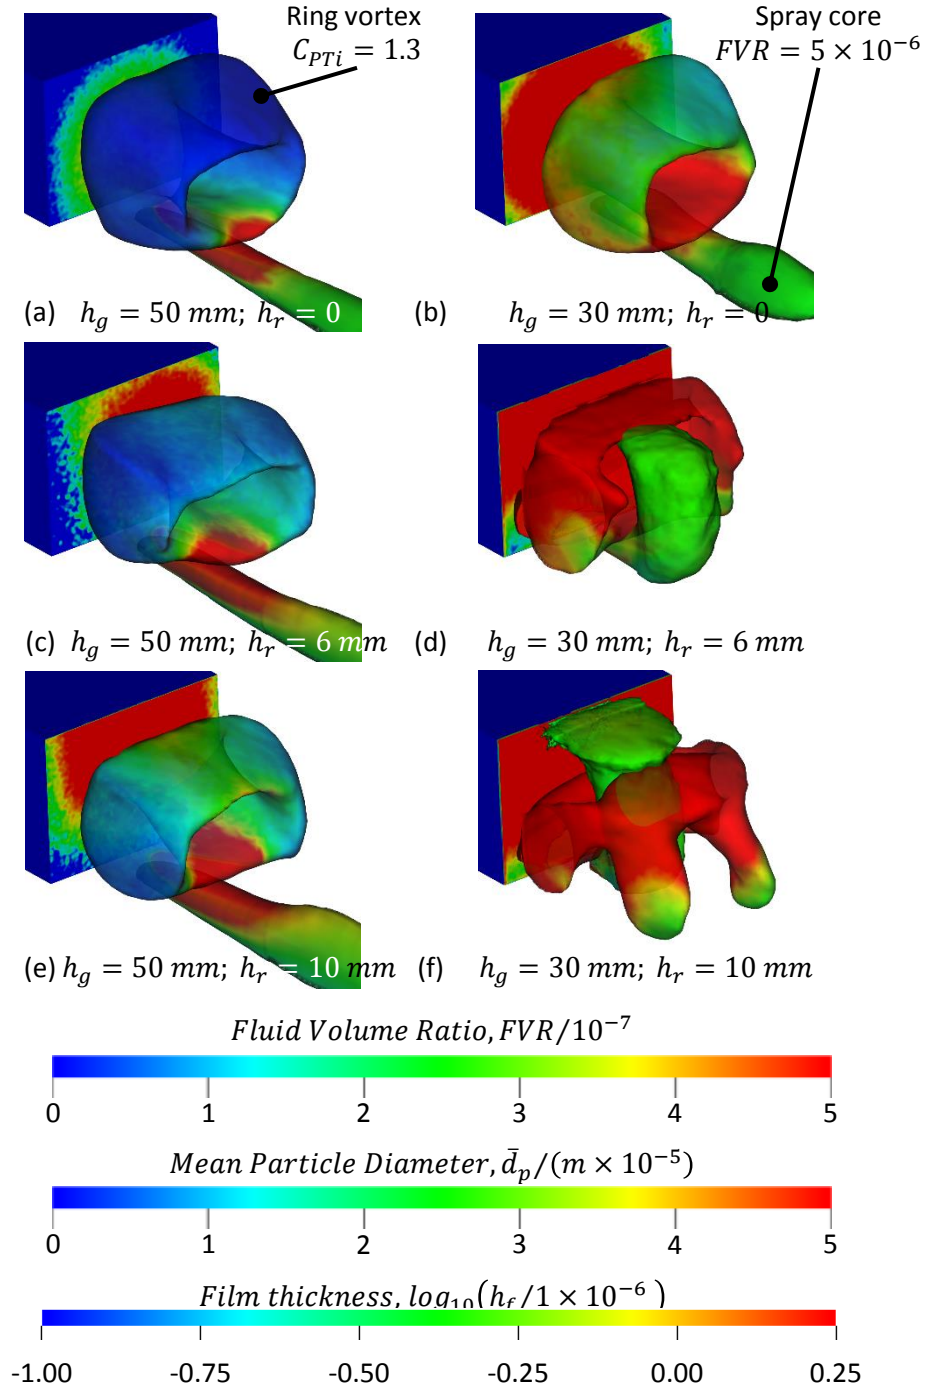 Ring vortex
C_{PTi} = 1.3
Spray core
FVR = 5 × 10^{-6}
(a) h_g = 50 mm; h_r = 0
(b) h_g = 30 mm; h_r = 0
(c) h_g = 50 mm; h_r = 6 mm
(d) h_g = 30 mm; h_r = 6 mm
(e) h_g = 50 mm; h_r = 10 mm
(f) h_g = 30 mm; h_r = 10 mm
Fluid Volume Ratio, FVR/10^{-7}
0 1 2 3 4 5
Mean Particle Diameter, d̄_p/(m × 10^{-5})
0 1 2 3 4 5
Film thickness, log_{10}(h_f/1 × 10^{-6})
-1.00 -0.75 -0.50 -0.25 0.00 0.25